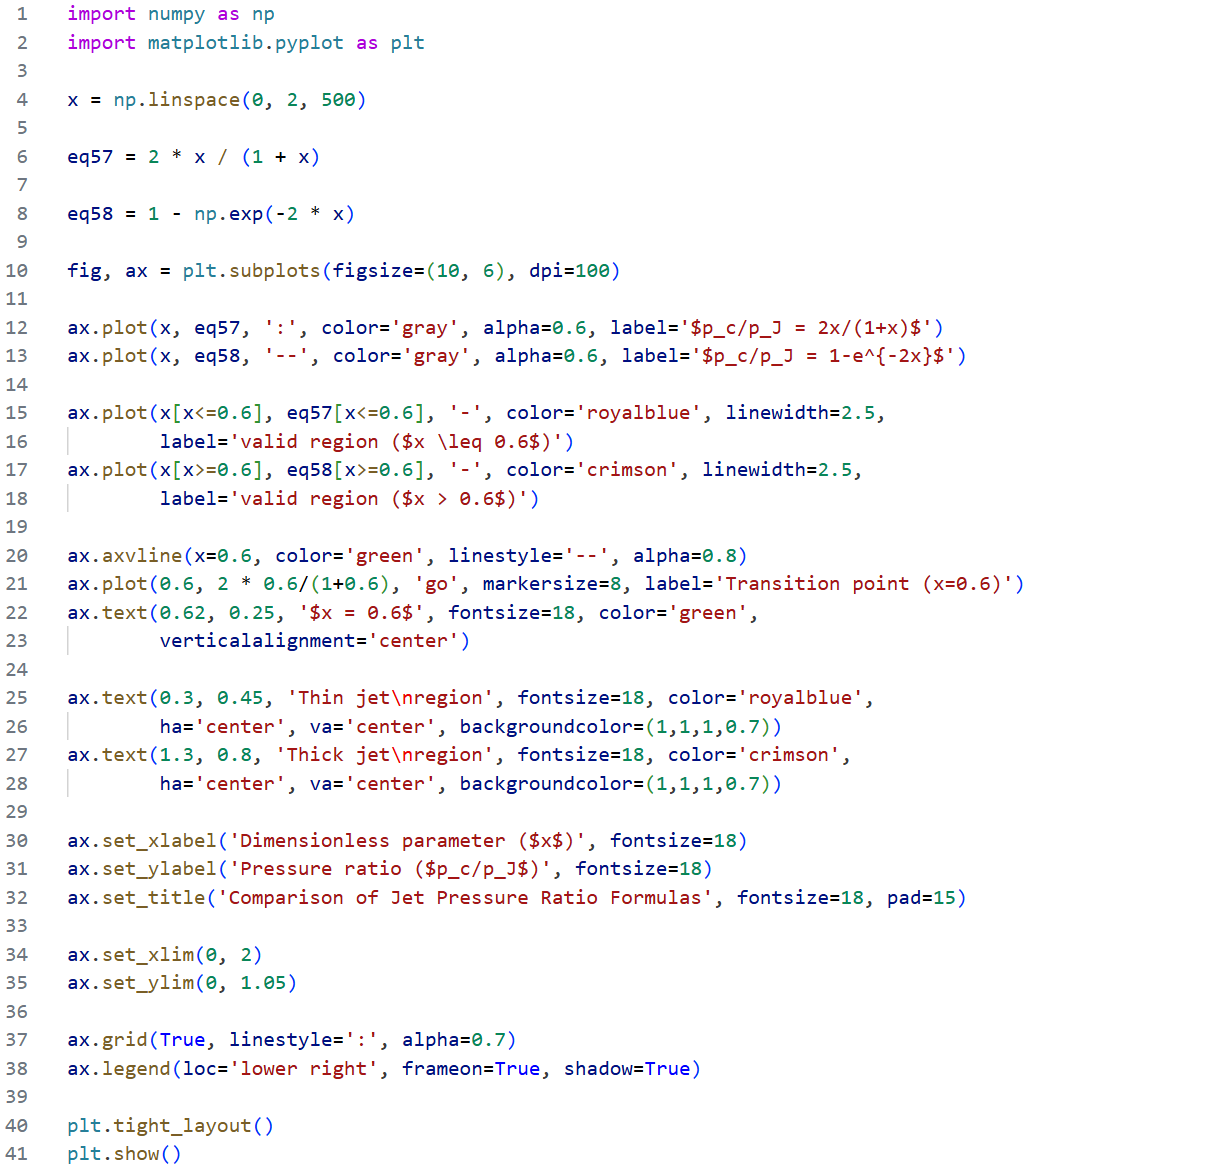 1 import numpy as np
2 import matplotlib.pyplot as plt
3
4 x = np.linspace(0, 2, 500)
5
6 eq57 = 2 * x / (1 + x)
7
8 eq58 = 1 - np.exp(-2 * x)
9
10 fig, ax = plt.subplots(figsize=(10, 6), dpi=100)
11
12 ax.plot(x, eq57, ':', color='gray', alpha=0.6, label='$p_c/p_J = 2x/(1+x)$')
13 ax.plot(x, eq58, '--', color='gray', alpha=0.6, label='$p_c/p_J = 1-e^{-2x}$')
14
15 ax.plot(x[x<=0.6], eq57[x<=0.6], '-', color='royalblue', linewidth=2.5,
16         label='valid region ($x \leq 0.6$)')
17 ax.plot(x[x>=0.6], eq58[x>=0.6], '-', color='crimson', linewidth=2.5,
18         label='valid region ($x > 0.6$)')
19
20 ax.axvline(x=0.6, color='green', linestyle='--', alpha=0.8)
21 ax.plot(0.6, 2 * 0.6/(1+0.6), 'go', markersize=8, label='Transition point (x=0.6)')
22 ax.text(0.62, 0.25, '$x = 0.6$', fontsize=18, color='green',
23         verticalalignment='center')
24
25 ax.text(0.3, 0.45, 'Thin jet\nregion', fontsize=18, color='royalblue',
26         ha='center', va='center', backgroundcolor=(1,1,1,0.7))
27 ax.text(1.3, 0.8, 'Thick jet\nregion', fontsize=18, color='crimson',
28         ha='center', va='center', backgroundcolor=(1,1,1,0.7))
29
30 ax.set_xlabel('Dimensionless parameter ($x$)', fontsize=18)
31 ax.set_ylabel('Pressure ratio ($p_c/p_J$)', fontsize=18)
32 ax.set_title('Comparison of Jet Pressure Ratio Formulas', fontsize=18, pad=15)
33
34 ax.set_xlim(0, 2)
35 ax.set_ylim(0, 1.05)
36
37 ax.grid(True, linestyle=':', alpha=0.7)
38 ax.legend(loc='lower right', frameon=True, shadow=True)
39
40 plt.tight_layout()
41 plt.show()